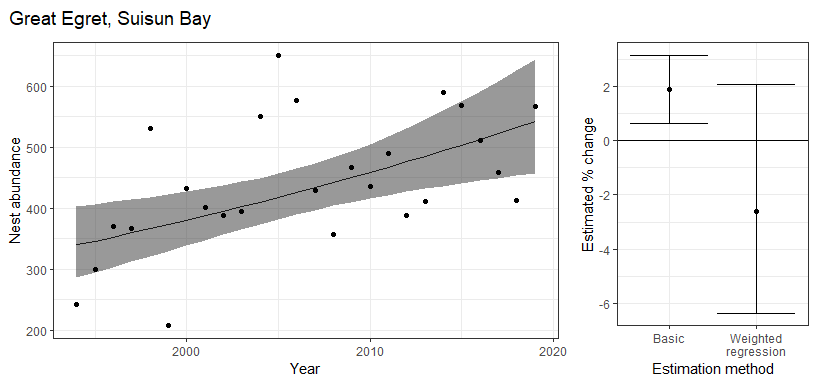 Great Egret, Suisun Bay
Nest abundance
600
500
400
300
200
2000
2010
2020
Year
Estimated % change
2
0
-2
-4
-6
Basic
Weighted
regression
Estimation method